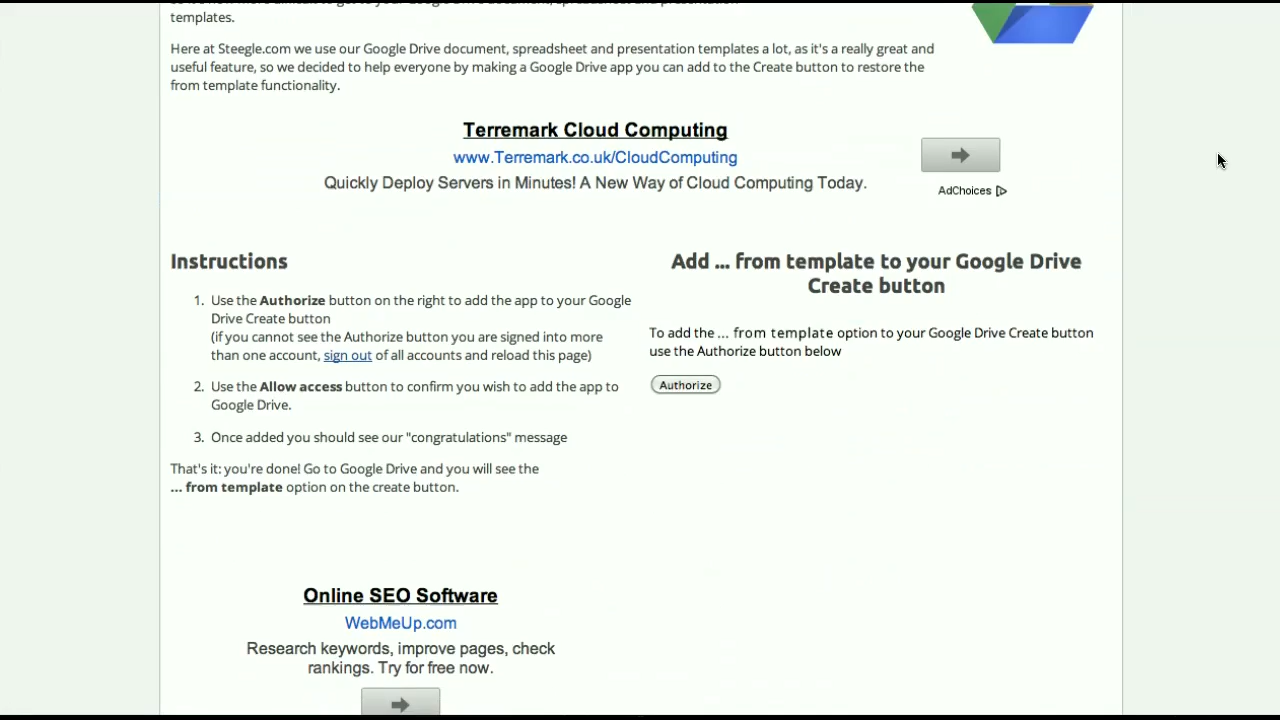 templates.
Here at Steegle.com we use our Google Drive document, spreadsheet and presentation templates a lot, as it's a really great and
useful feature, so we decided to help everyone by making a Google Drive app you can add to the Create button to restore the
from template functionality.
Terremark Cloud Computing
www.Terremark.co.uk/CloudComputing
Quickly Deploy Servers in Minutes! A New Way of Cloud Computing Today.
AdChoices
Instructions
1. Use the Authorize button on the right to add the app to your Google
Drive Create button
(if you cannot see the Authorize button you are signed into more
than one account, sign out of all accounts and reload this page)
2. Use the Allow access button to confirm you wish to add the app to
Google Drive.
3. Once added you should see our "congratulations" message
That's it: you're done! Go to Google Drive and you will see the
... from template option on the create button.
Add ... from template to your Google Drive
Create button
To add the ... from template option to your Google Drive Create button
use the Authorize button below
Authorize
Online SEO Software
WebMeUp.com
Research keywords, improve pages, check
rankings. Try for free now.